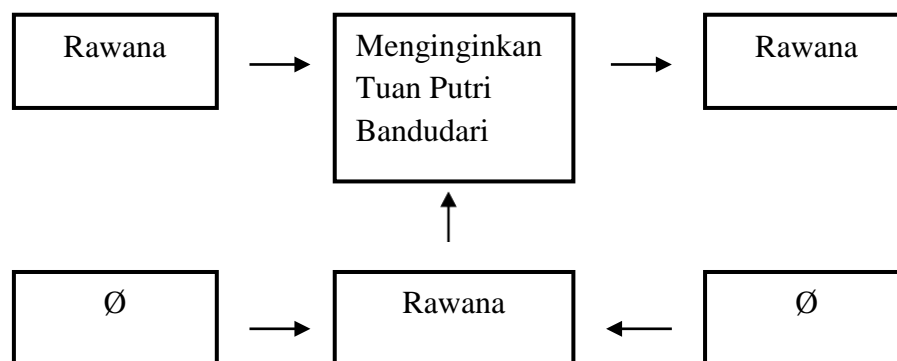 Rawana
Menginginkan
Tuan Putri
Bandudari
Rawana
Ø
Rawana
Ø